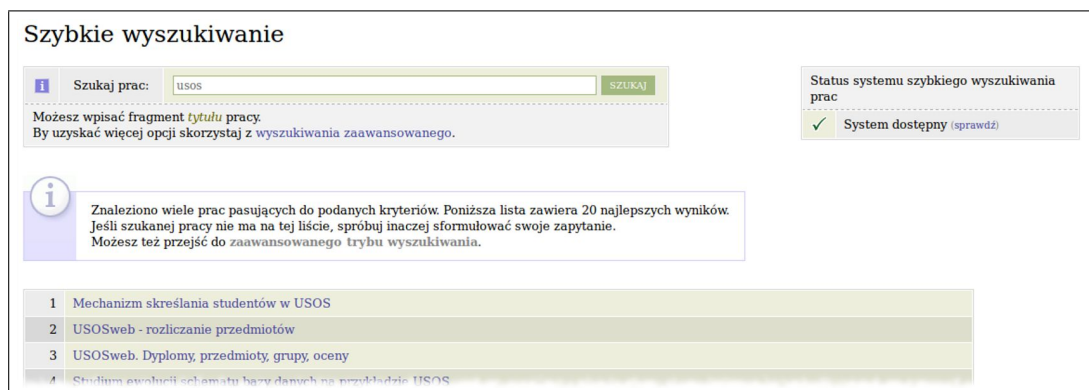 Szybkie wyszukiwanie
i Szukaj prac: usos SZUKAJ
Możesz wpisać fragment tytułu pracy.
By uzyskać więcej opcji skorzystaj z wyszukiwania zaawansowanego.
Status systemu szybkiego wyszukiwania
prac
System dostępny (sprawdź)
i
Znaleziono wiele prac pasujących do podanych kryteriów. Poniższa lista zawiera 20 najlepszych wyników.
Jeśli szukanej pracy nie ma na tej liście, spróbuj inaczej sformułować swoje zapytanie.
Możesz też przejść do zaawansowanego trybu wyszukiwania.
1 Mechanizm skreślania studentów w USOS
2 USOSweb - rozliczanie przedmiotów
3 USOSweb. Dyplomy, przedmioty, grupy, oceny
4 Studium ewolucji schematu bazy danych na przykładzie USOS